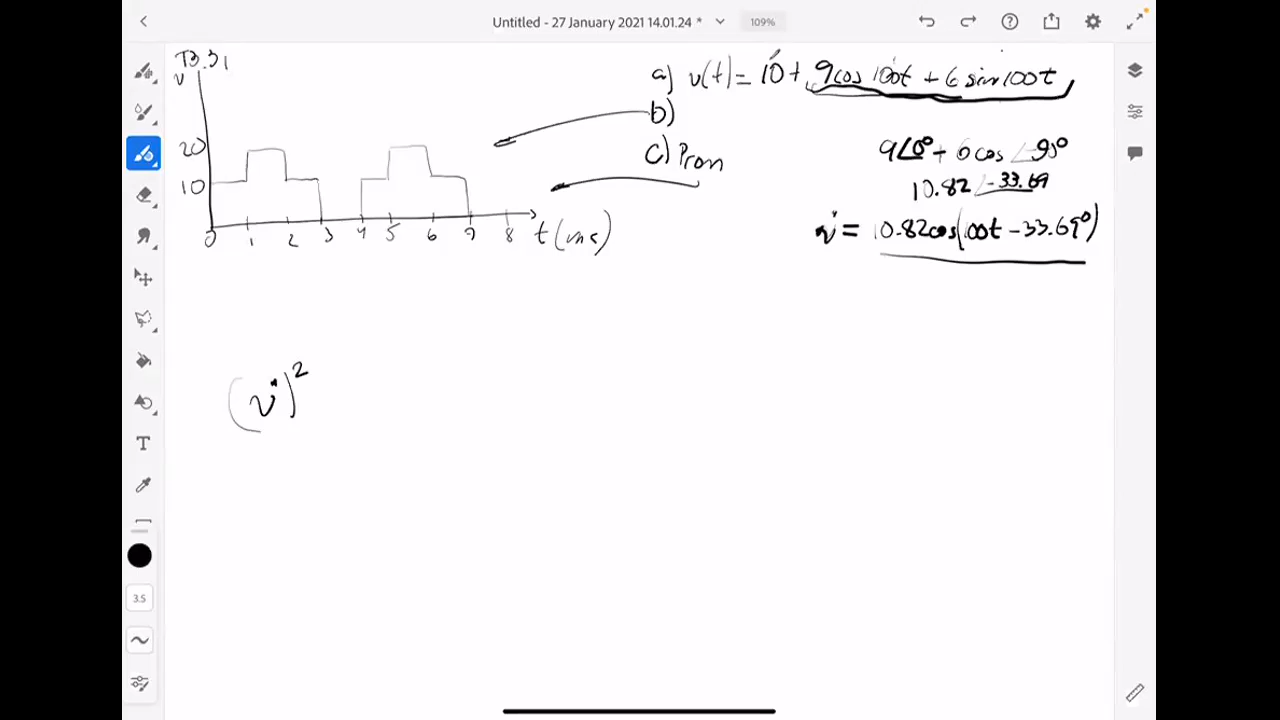 Untitled - 27 January 2021 14.01.24 *
109%
T3.31
v
20
10
0 1 2 3 4 5 6 7 8 t(ms)
a) v(t) = 10 + 9cos 100t + 6 sin 100t
b)
c) Prom
9∠0° + 6cos ∠-90°
10.82 ∠-33.69
v = 10.82cos(100t - 33.69°)
(v)²
T
3.5